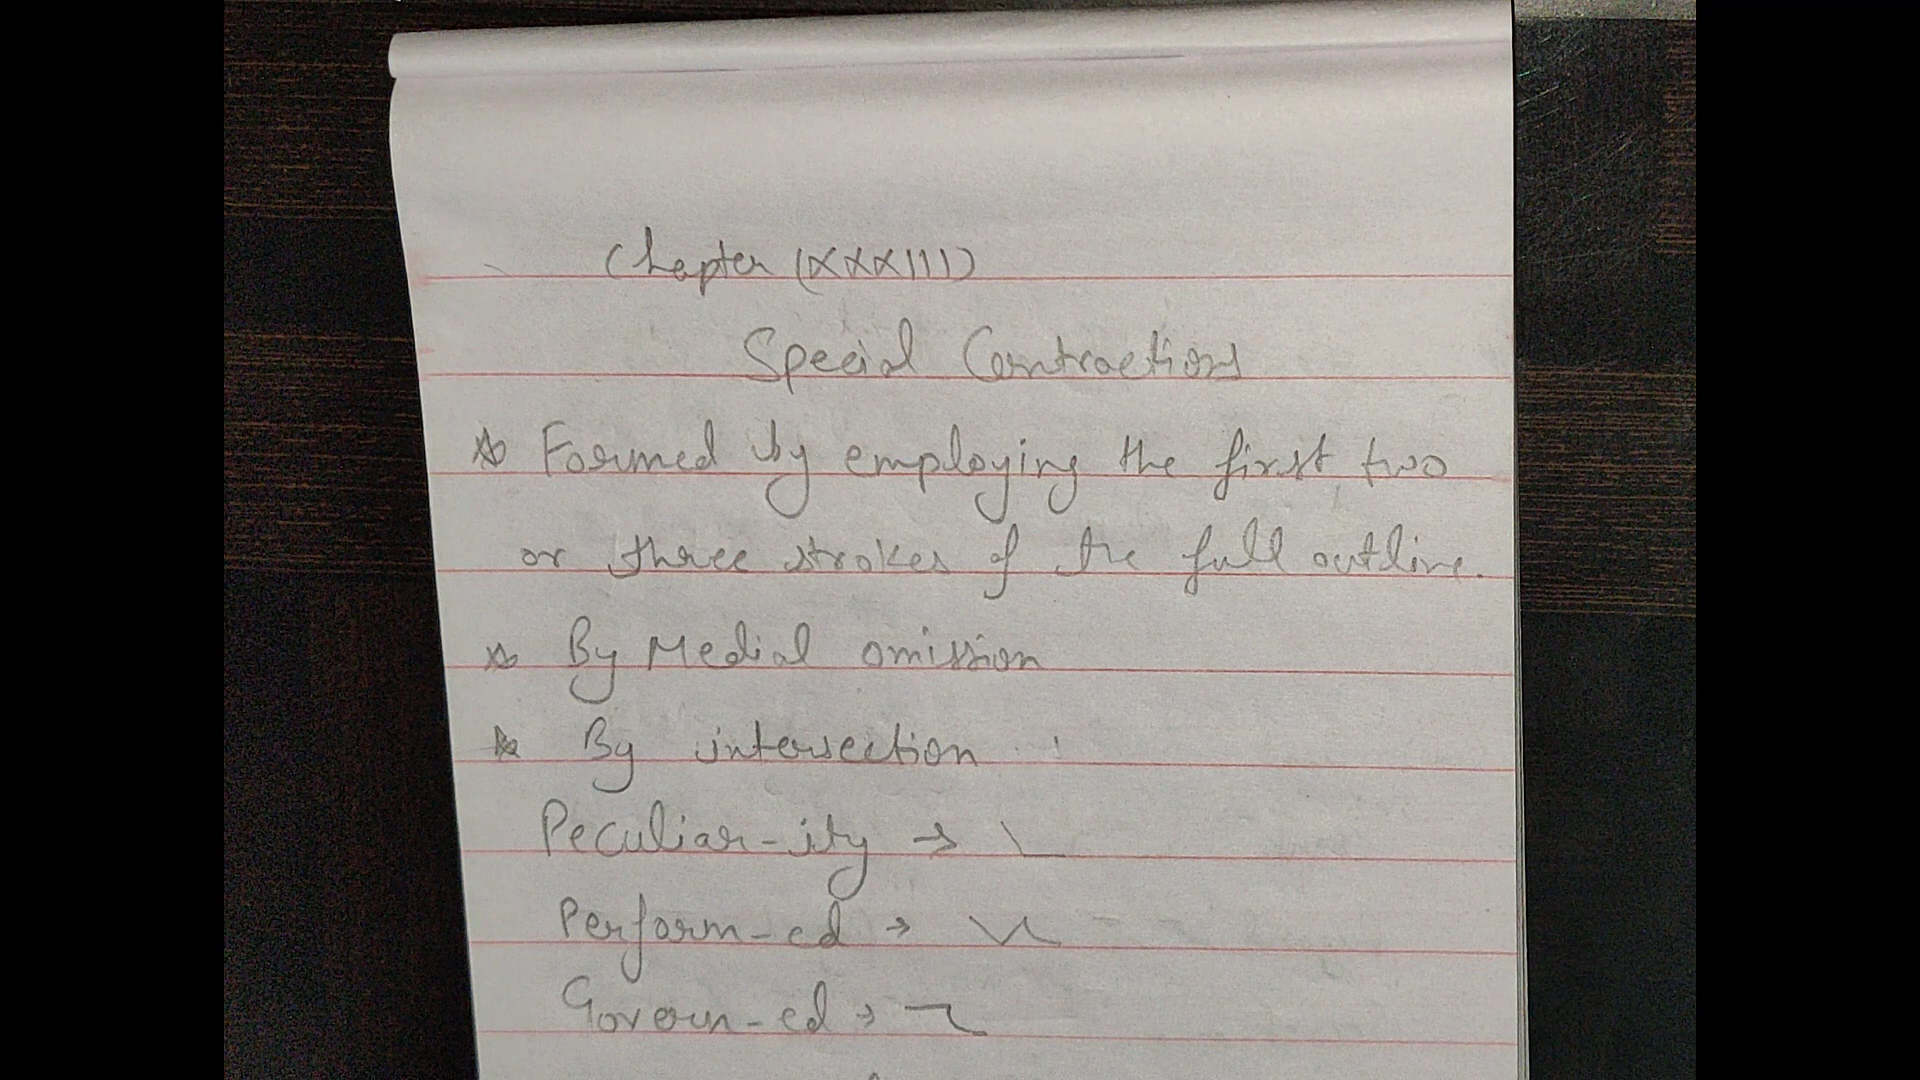 Chapter (XXXIII)
Special Contractions
☆ Formed by employing the first two
or three strokes of the full outline.
☆ By Medial omission
☆ By intersection
Peculiar-ity →
Perform-ed →
Govern-ed →